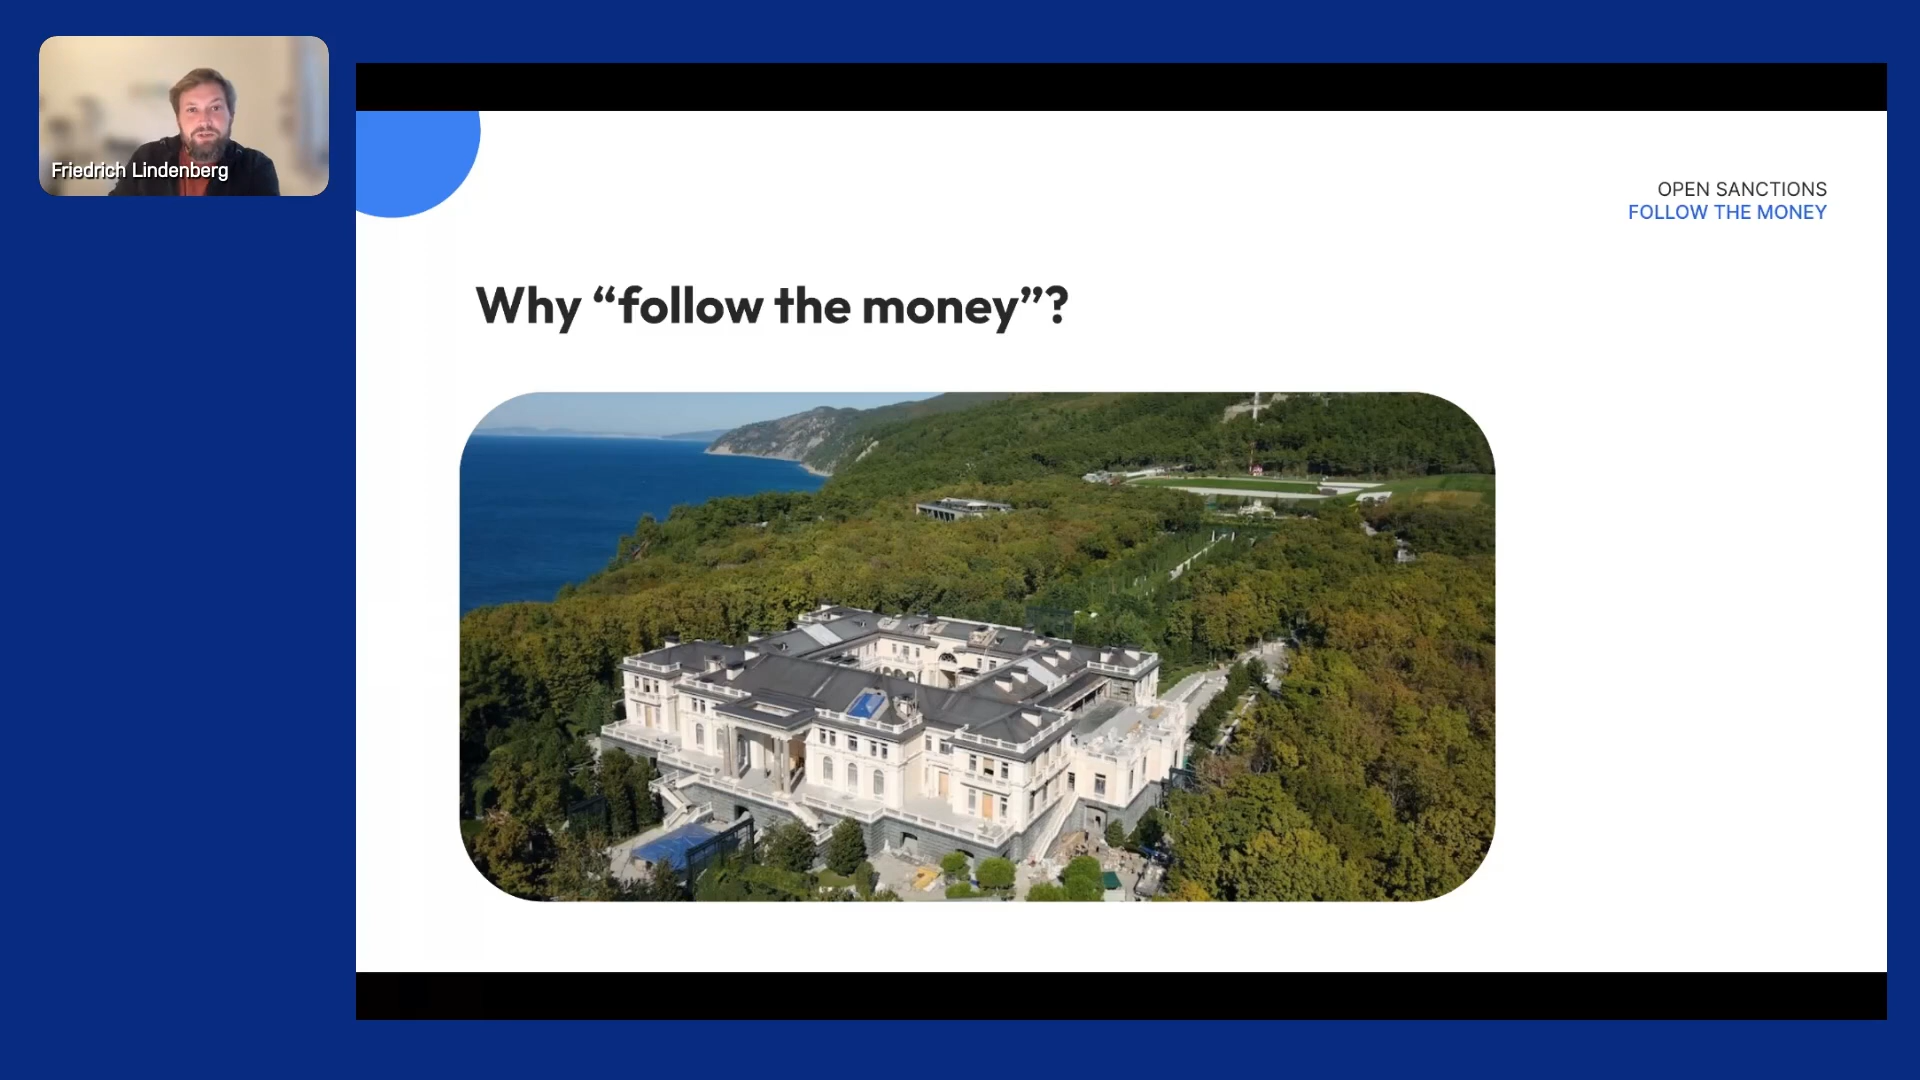 Friedrich Lindenberg
OPEN SANCTIONS
FOLLOW THE MONEY
Why “follow the money”?